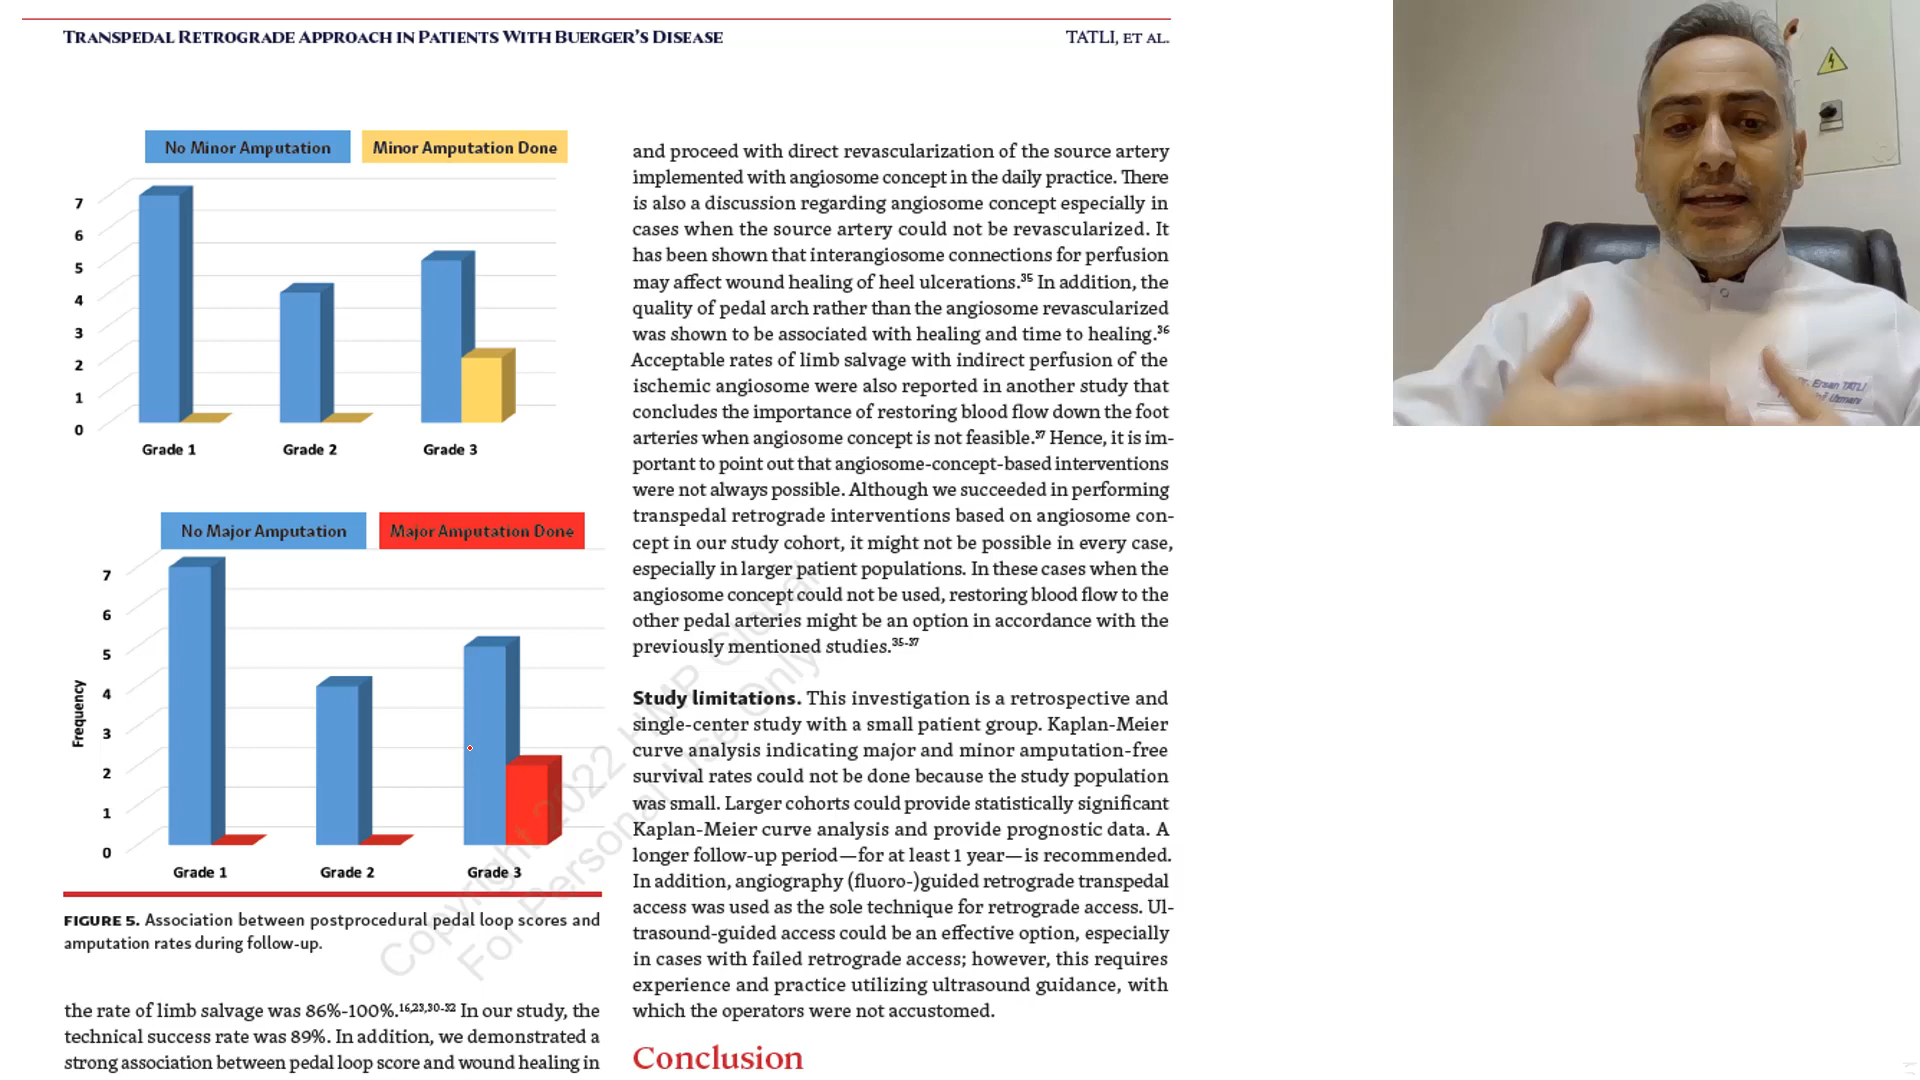 TRANSPEDAL RETROGRADE APPROACH IN PATIENTS WITH BUERGER'S DISEASE
TATLI, ET AL.
No Minor Amputation
Minor Amputation Done
7
6
5
4
3
2
1
0
Grade 1
Grade 2
Grade 3
No Major Amputation
Major Amputation Done
7
6
5
4
3
2
1
0
Frequency
Grade 1
Grade 2
Grade 3
FIGURE 5. Association between postprocedural pedal loop scores and
amputation rates during follow-up.
the rate of limb salvage was 86%-100%.16,23,30-32 In our study, the
technical success rate was 89%. In addition, we demonstrated a
strong association between pedal loop score and wound healing in
and proceed with direct revascularization of the source artery
implemented with angiosome concept in the daily practice. There
is also a discussion regarding angiosome concept especially in
cases when the source artery could not be revascularized. It
has been shown that interangiosome connections for perfusion
may affect wound healing of heel ulcerations.35 In addition, the
quality of pedal arch rather than the angiosome revascularized
was shown to be associated with healing and time to healing.36
Acceptable rates of limb salvage with indirect perfusion of the
ischemic angiosome were also reported in another study that
concludes the importance of restoring blood flow down the foot
arteries when angiosome concept is not feasible.37 Hence, it is im-
portant to point out that angiosome-concept-based interventions
were not always possible. Although we succeeded in performing
transpedal retrograde interventions based on angiosome con-
cept in our study cohort, it might not be possible in every case,
especially in larger patient populations. In these cases when the
angiosome concept could not be used, restoring blood flow to the
other pedal arteries might be an option in accordance with the
previously mentioned studies.35-37
Study limitations. This investigation is a retrospective and
single-center study with a small patient group. Kaplan-Meier
curve analysis indicating major and minor amputation-free
survival rates could not be done because the study population
was small. Larger cohorts could provide statistically significant
Kaplan-Meier curve analysis and provide prognostic data. A
longer follow-up period—for at least 1 year—is recommended.
In addition, angiography (fluoro-)guided retrograde transpedal
access was used as the sole technique for retrograde access. Ul-
trasound-guided access could be an effective option, especially
in cases with failed retrograde access; however, this requires
experience and practice utilizing ultrasound guidance, with
which the operators were not accustomed.
Conclusion
Copyright 2022 HMP Global
For Personal Use Only
Dr. Ersan TATLI
Uzmanı